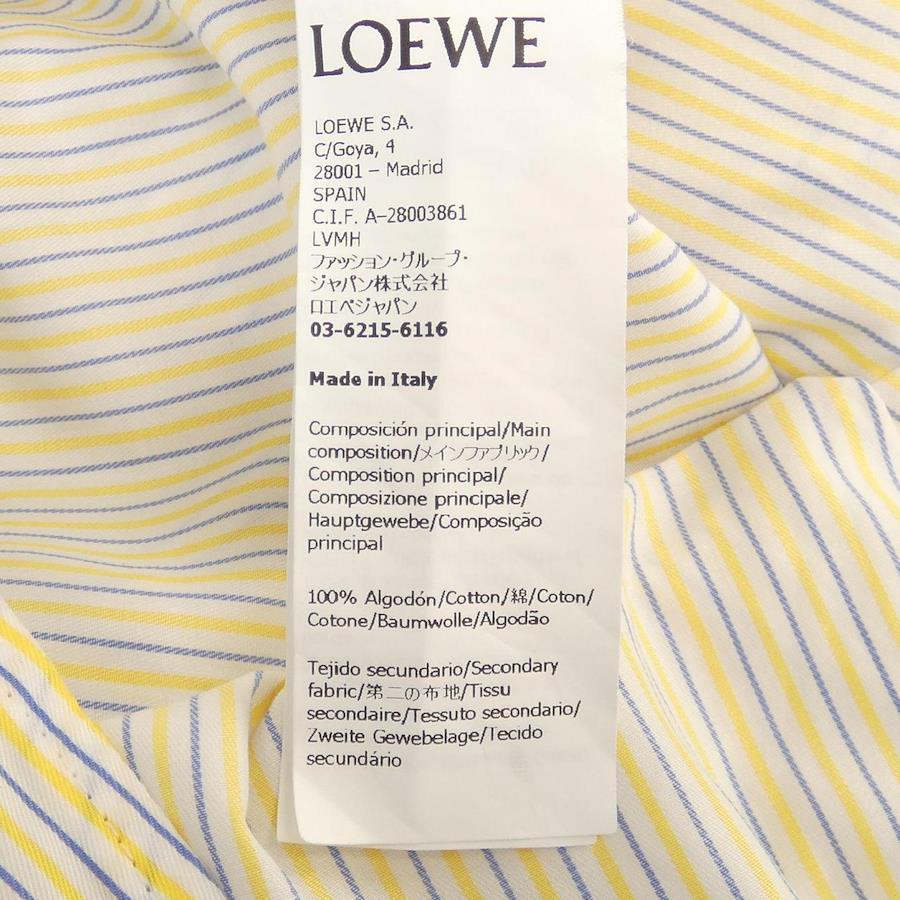 LOEWE
LOEWE S.A.
C/Goya, 4
28001 – Madrid
SPAIN
C.I.F. A–28003861
LVMH
ファッション・グループ・
ジャパン株式会社
ロエベジャパン
03-6215-6116
Made in Italy
Composición principal/Main
composition/メインファブリック/
Composition principal/
Composizione principale/
Hauptgewebe/Composição
principal
100% Algodón/Cotton/綿/Coton/
Cotone/Baumwolle/Algodão
Tejido secundario/Secondary
fabric/第二の布地/Tissu
secondaire/Tessuto secondario/
Zweite Gewebelage/Tecido
secundário